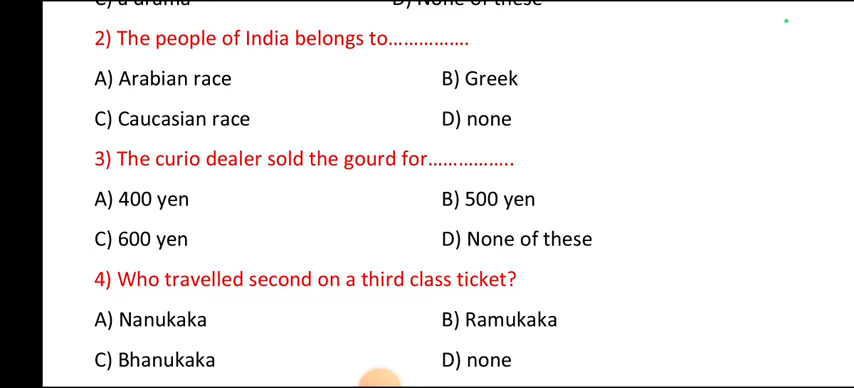 2) The people of India belongs to................
A) Arabian race B) Greek
C) Caucasian race D) none
3) The curio dealer sold the gourd for.................
A) 400 yen B) 500 yen
C) 600 yen D) None of these
4) Who travelled second on a third class ticket?
A) Nanukaka B) Ramukaka
C) Bhanukaka D) none